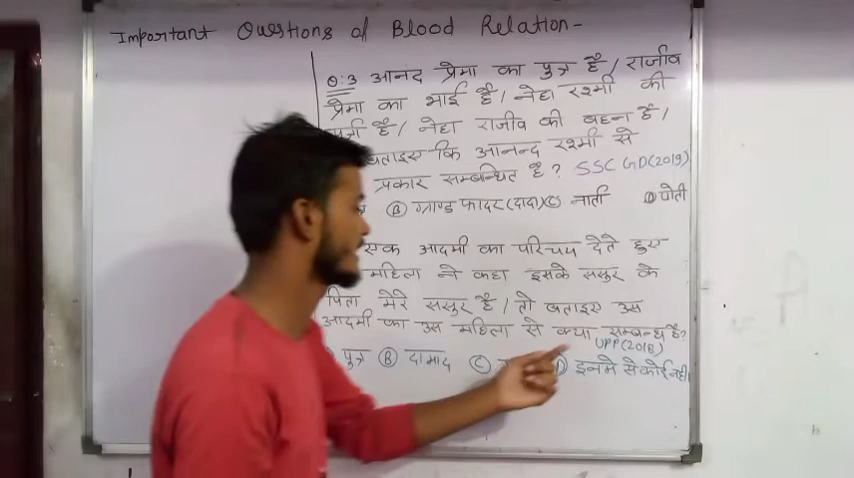 Important Questions of Blood Relation-
Q:3 आनंद प्रेमा का पुत्र है / राजीव
प्रेमा का भाई है / नेहा रश्मी की
है / नेहा राजीव की बहन है /
बताइए कि आनन्द रश्मी से
प्रकार सम्बन्धित है ? SSC GD(2019)
Ⓑ ग्राण्ड फादर (दादा) Ⓒ नाती Ⓓ पोती
एक आदमी का परिचय देते हुए
महिला ने कहा इसके ससुर के
पिता मेरे ससुर है / तो बताइए उस
आदमी का उस महिला से क्या सम्बन्ध है?
UPP(2018)
पुत्र Ⓑ दामाद Ⓒ Ⓓ इनमे से कोई नही